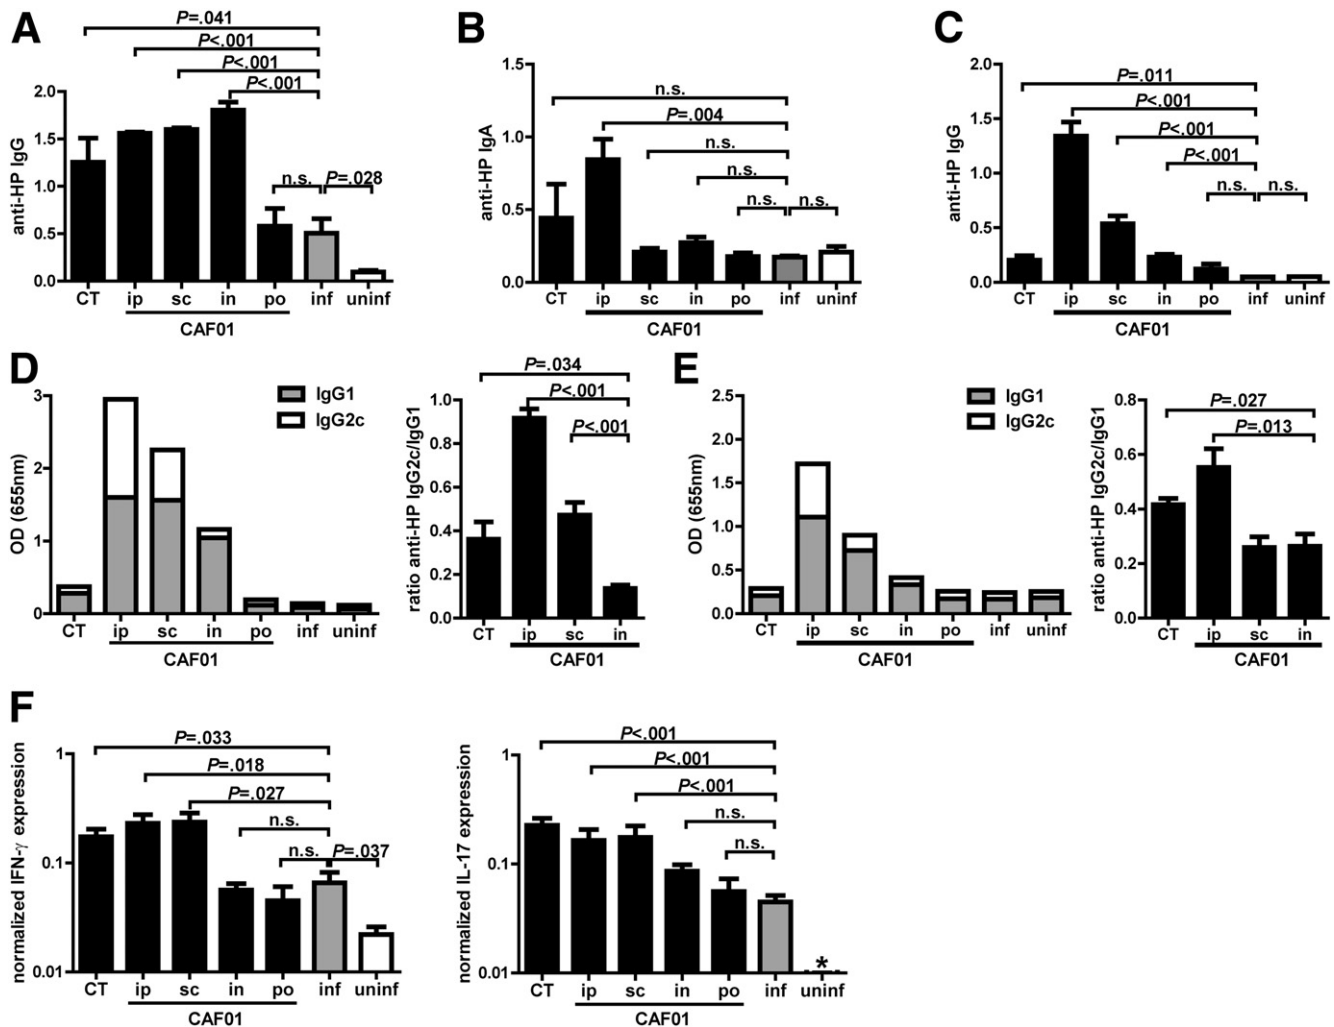 A
P=.041
P<.001
P<.001
P<.001
n.s.
P=.028
anti-HP IgG
2.0
1.5
1.0
0.5
0.0
CT ip sc in po inf uninf
CAF01
B
n.s.
P=.004
n.s.
n.s.
n.s.
n.s.
anti-HP IgA
1.5
1.0
0.5
0.0
CT ip sc in po inf uninf
CAF01
C
P=.011
P<.001
P<.001
P<.001
n.s.
n.s.
anti-HP IgG
2.0
1.5
1.0
0.5
0.0
CT ip sc in po inf uninf
CAF01
D
IgG1
IgG2c
OD (655nm)
3
2
1
0
CT ip sc in po inf uninf
CAF01
P=.034
P<.001
P<.001
ratio anti-HP IgG2c/IgG1
1.0
0.8
0.6
0.4
0.2
0.0
CT ip sc in
CAF01
E
IgG1
IgG2c
OD (655nm)
2.5
2.0
1.5
1.0
0.5
0.0
CT ip sc in po inf uninf
CAF01
P=.027
P=.013
ratio anti-HP IgG2c/IgG1
0.8
0.6
0.4
0.2
0.0
CT ip sc in
CAF01
F
P=.033
P=.018
P=.027
n.s.
n.s.
P=.037
normalized IFN-γ expression
1
0.1
0.01
CT ip sc in po inf uninf
CAF01
P<.001
P<.001
P<.001
n.s.
n.s.
normalized IL-17 expression
1
0.1
0.01
*
CT ip sc in po inf uninf
CAF01